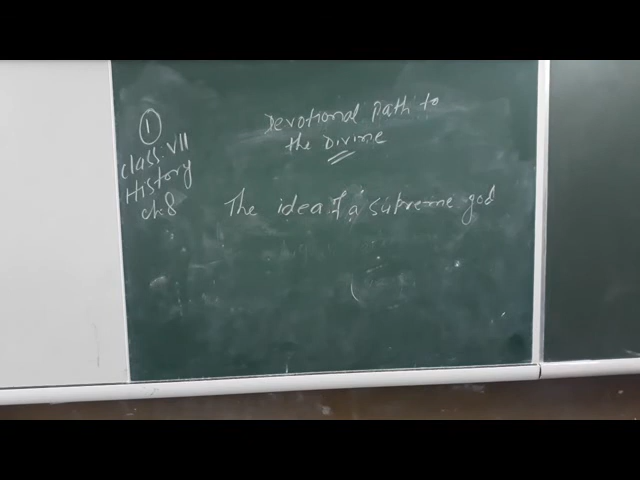 1
Class: VII
History
ch 8
Devotional Path to
the Divine
The idea of a supreme god